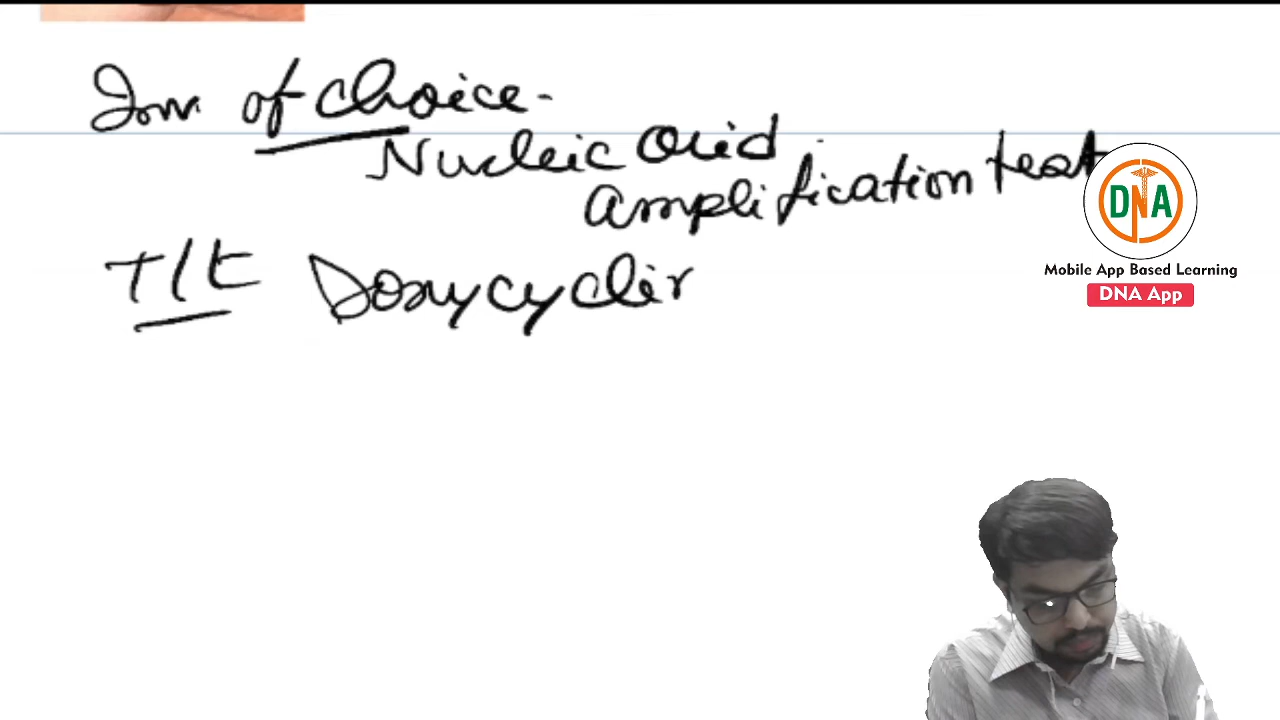 Inv. of choice -
Nucleic acid
Amplification test
T/t Doxycyclin
DNA
Mobile App Based Learning
DNA App